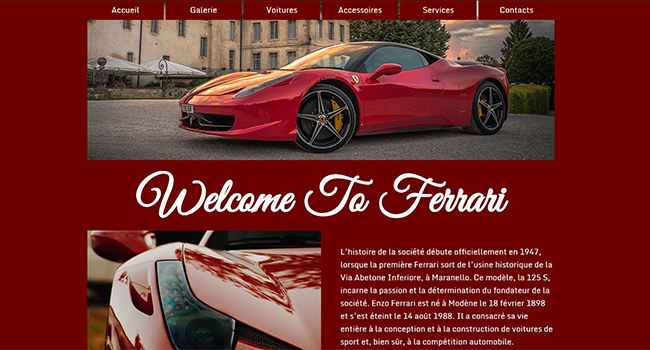 Accueil Galerie Voitures Accessoires Services Contacts
Welcome To Ferrari
L'histoire de la société débute officiellement en 1947,
lorsque la première Ferrari sort de l'usine historique de la
Via Abetone Inferiore, à Maranello. Ce modèle, la 125 S,
incarne la passion et la détermination du fondateur de la
société. Enzo Ferrari est né à Modène le 18 février 1898
et s'est éteint le 14 août 1988. Il a consacré sa vie
entière à la conception et à la construction de voitures de
sport et, bien sûr, à la compétition automobile.